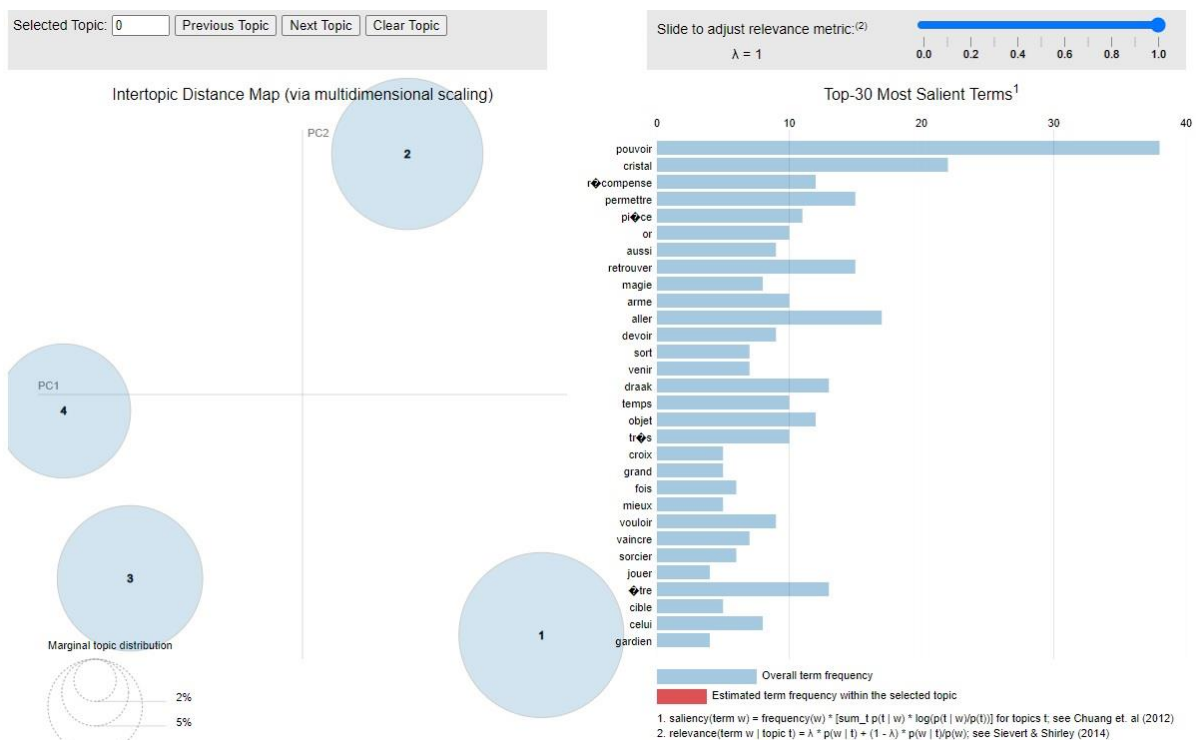 Selected Topic: 0 Previous Topic Next Topic Clear Topic
Slide to adjust relevance metric:(2)
λ = 1
0.0 0.2 0.4 0.6 0.8 1.0
Intertopic Distance Map (via multidimensional scaling)
PC2
2
PC1
4
3
1
Marginal topic distribution
2%
5%
Top-30 Most Salient Terms1
0 10 20 30 40
pouvoir
cristal
r�compense
permettre
pi�ce
or
aussi
retrouver
magie
arme
aller
devoir
sort
venir
draak
temps
objet
tr�s
croix
grand
fois
mieux
vouloir
vaincre
sorcier
jouer
�tre
cible
celui
gardien
Overall term frequency
Estimated term frequency within the selected topic
1. saliency(term w) = frequency(w) * [sum_t p(t | w) * log(p(t | w)/p(t))] for topics t; see Chuang et. al (2012)
2. relevance(term w | topic t) = λ * p(w | t) + (1 - λ) * p(w | t)/p(w); see Sievert & Shirley (2014)